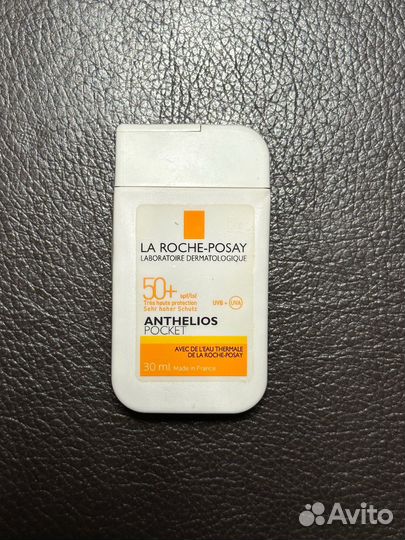 LA ROCHE-POSAY
LABORATOIRE DERMATOLOGIQUE
50+ spf/lsf
Très haute protection
Sehr hoher Schutz
UVB + UVA
ANTHELIOS
POCKET
AVEC DE L'EAU THERMALE
DE LA ROCHE-POSAY
30 ml Made in France
Avito